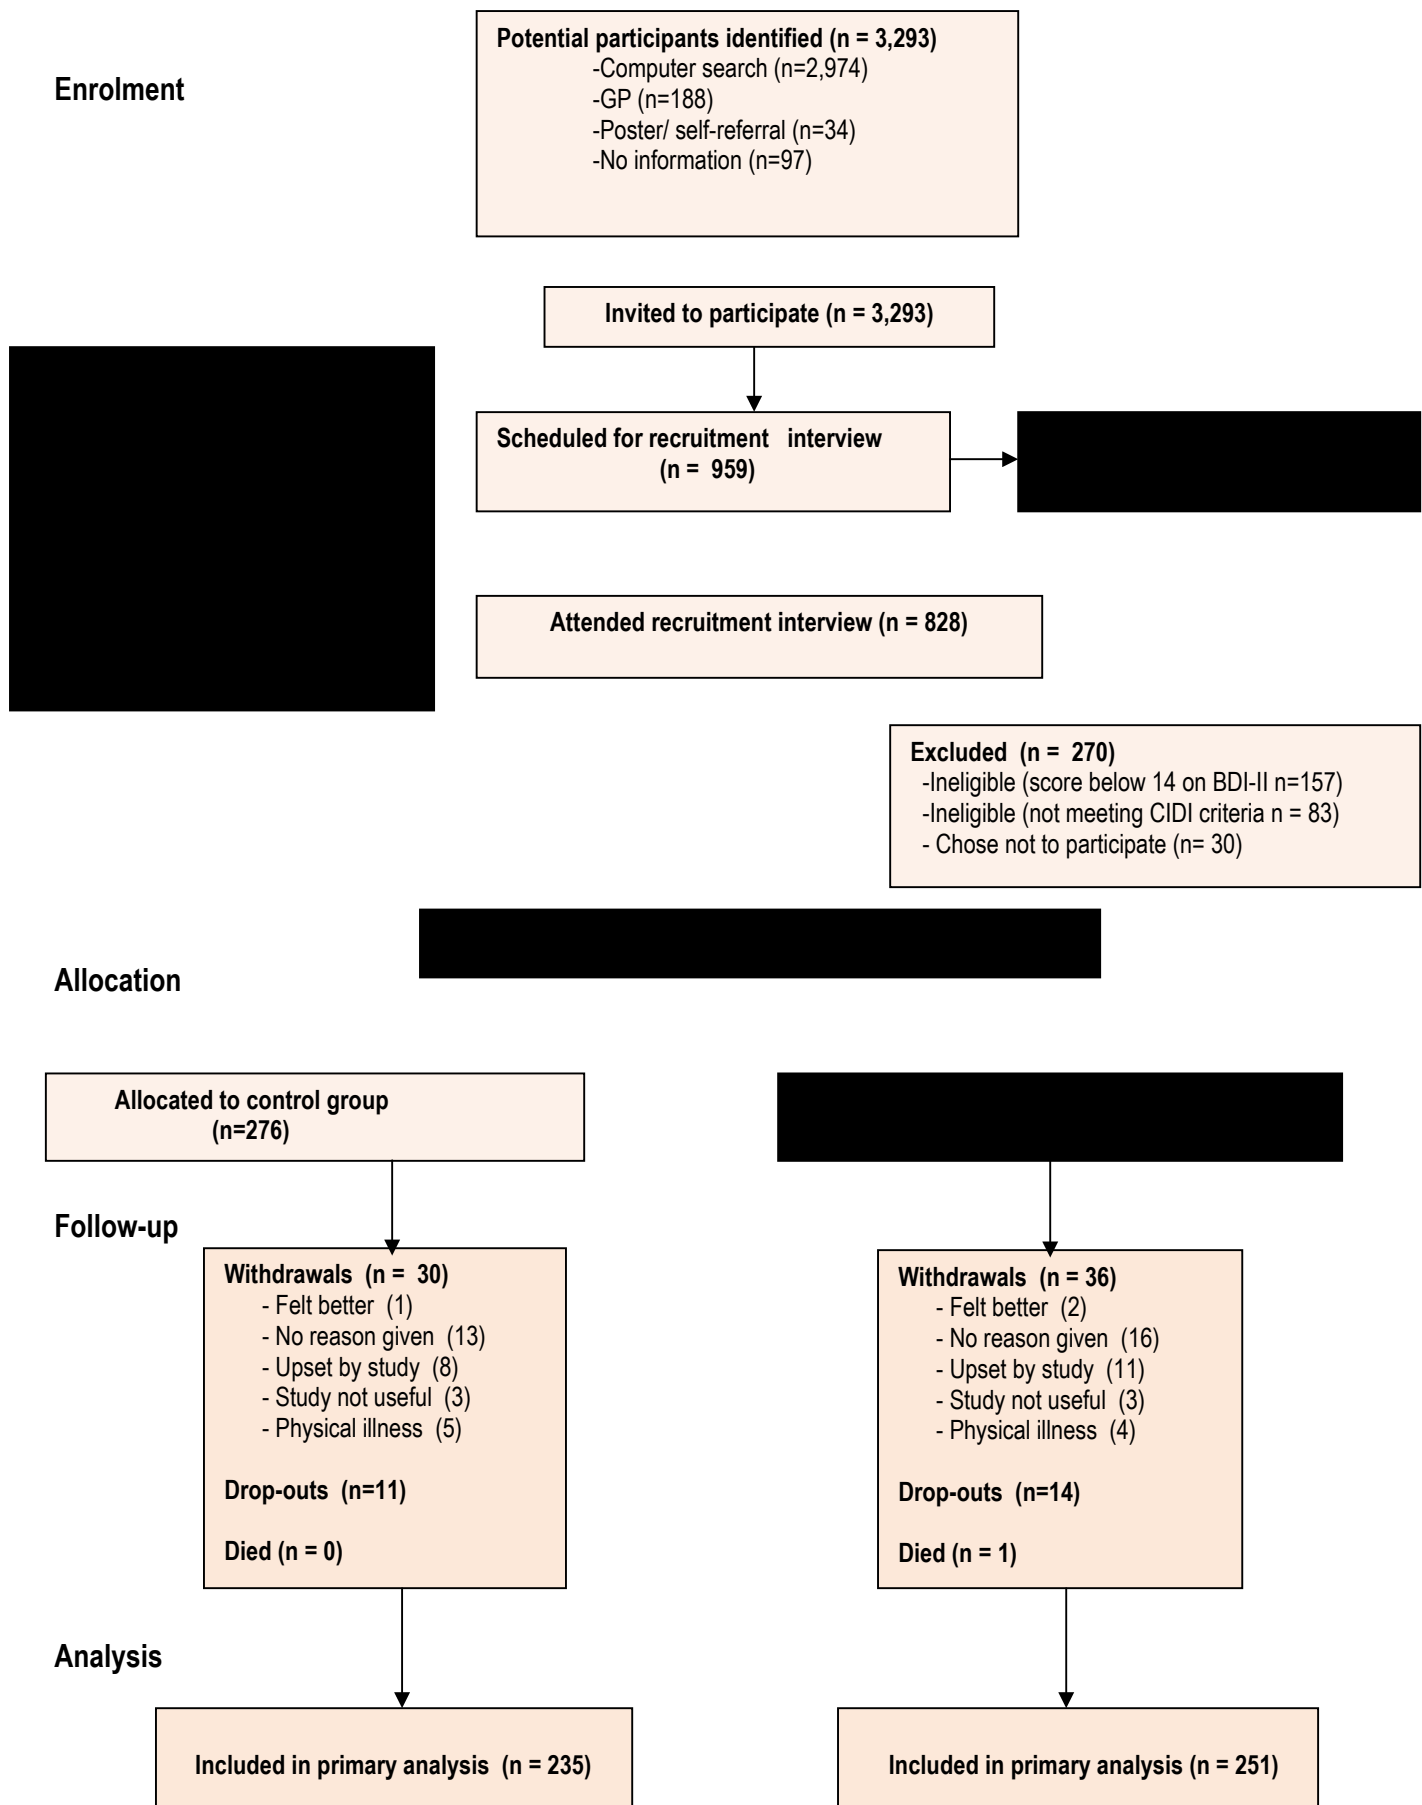 Potential participants identified (n = 3,293)
-Computer search (n=2,974)
-GP (n=188)
-Poster/ self-referral (n=34)
-No information (n=97)
Enrolment
Invited to participate (n = 3,293)
Scheduled for recruitment interview
(n = 959)
Attended recruitment interview (n = 828)
Excluded (n = 270)
-Ineligible (score below 14 on BDI-II n=157)
-Ineligible (not meeting CIDI criteria n = 83)
- Chose not to participate (n= 30)
Allocation
Allocated to control group
(n=276)
Follow-up
Withdrawals (n = 30)
- Felt better (1)
- No reason given (13)
- Upset by study (8)
- Study not useful (3)
- Physical illness (5)
Drop-outs (n=11)
Died (n = 0)
Withdrawals (n = 36)
- Felt better (2)
- No reason given (16)
- Upset by study (11)
- Study not useful (3)
- Physical illness (4)
Drop-outs (n=14)
Died (n = 1)
Analysis
Included in primary analysis (n = 235)
Included in primary analysis (n = 251)